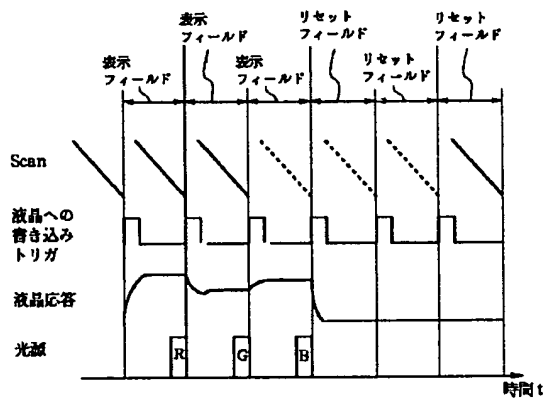 表示
フィールド
表示
フィールド
表示
フィールド
リセット
フィールド
リセット
フィールド
リセット
フィールド
Scan
液晶への
書き込み
トリガ
液晶応答
光源
R
G
B
時間 t